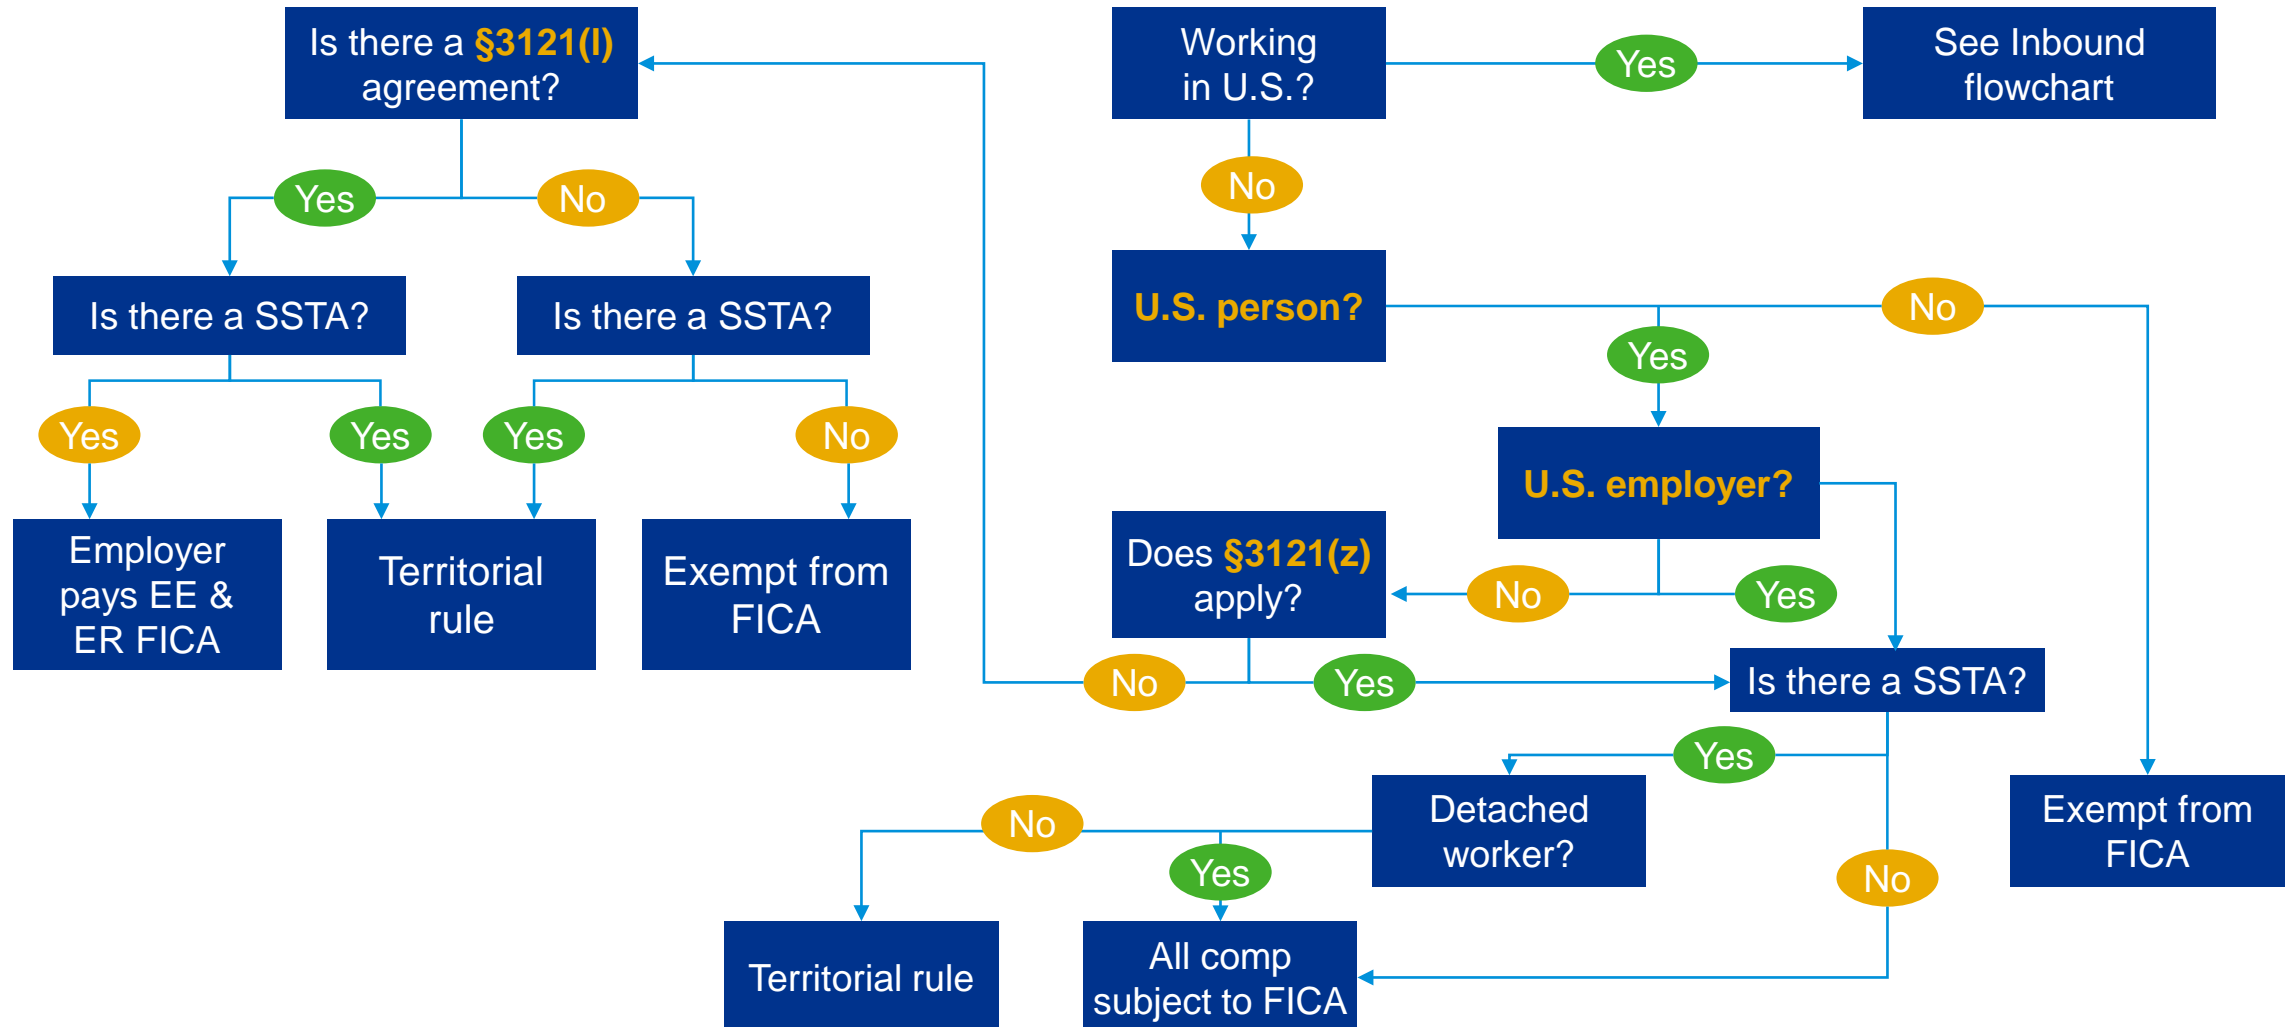 Is there a §3121(l)
agreement?
Working
in U.S.?
Yes
See Inbound
flowchart
Yes
No
No
Is there a SSTA?
Is there a SSTA?
U.S. person?
No
Yes
Yes
Yes
Yes
No
U.S. employer?
Employer
pays EE &
ER FICA
Territorial
rule
Exempt from
FICA
Does §3121(z)
apply?
No
Yes
No
Yes
Is there a SSTA?
Yes
Detached
worker?
No
Yes
No
Exempt from
FICA
Territorial rule
All comp
subject to FICA